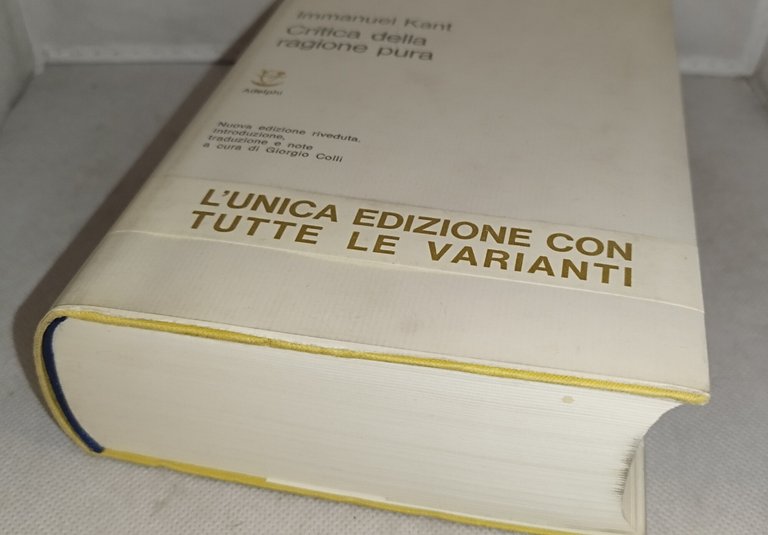 Immanuel Kant
Critica della
ragione pura
Adelphi
Nuova edizione riveduta.
Introduzione,
traduzione e note
a cura di Giorgio Colli
L'UNICA EDIZIONE CON
TUTTE LE VARIANTI